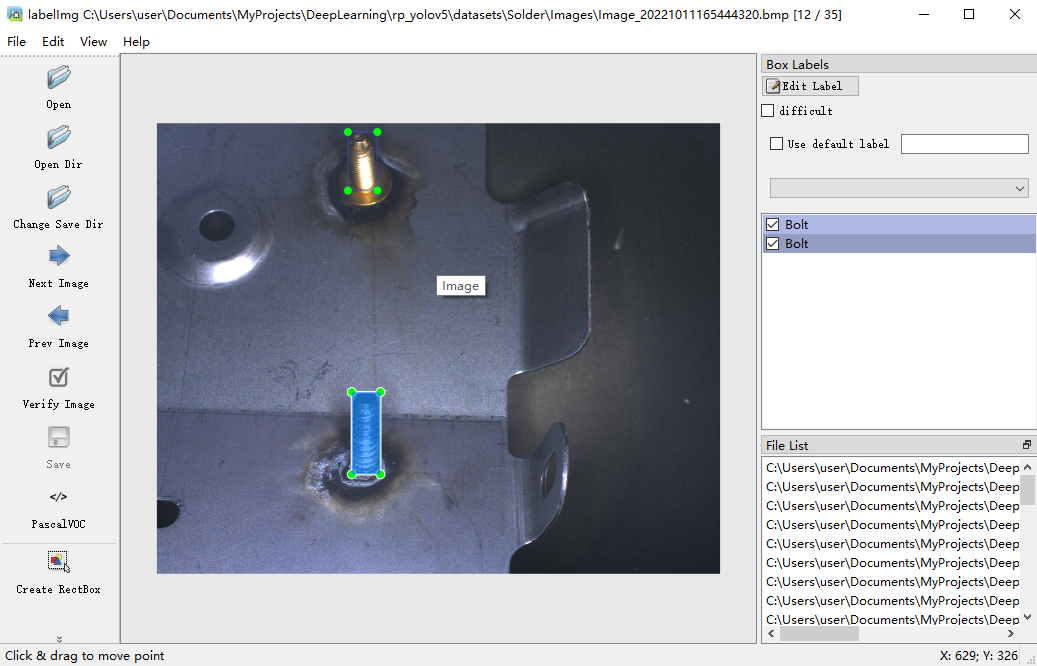 labelImg C:\Users\user\Documents\MyProjects\DeepLearning\rp_yolov5\datasets\Solder\Images\Image_20221011165444320.bmp [12 / 35]
File Edit View Help
Open
Open Dir
Change Save Dir
Next Image
Prev Image
Verify Image
Save
</>
PascalVOC
Create RectBox
Image
Box Labels
Edit Label
difficult
Use default label
Bolt
Bolt
File List
C:\Users\user\Documents\MyProjects\Deep
C:\Users\user\Documents\MyProjects\Deep
C:\Users\user\Documents\MyProjects\Deep
C:\Users\user\Documents\MyProjects\Deep
C:\Users\user\Documents\MyProjects\Deep
C:\Users\user\Documents\MyProjects\Deep
C:\Users\user\Documents\MyProjects\Deep
C:\Users\user\Documents\MyProjects\Deep
C:\Users\user\Documents\MyProjects\Deep
Click & drag to move point
X: 629; Y: 326